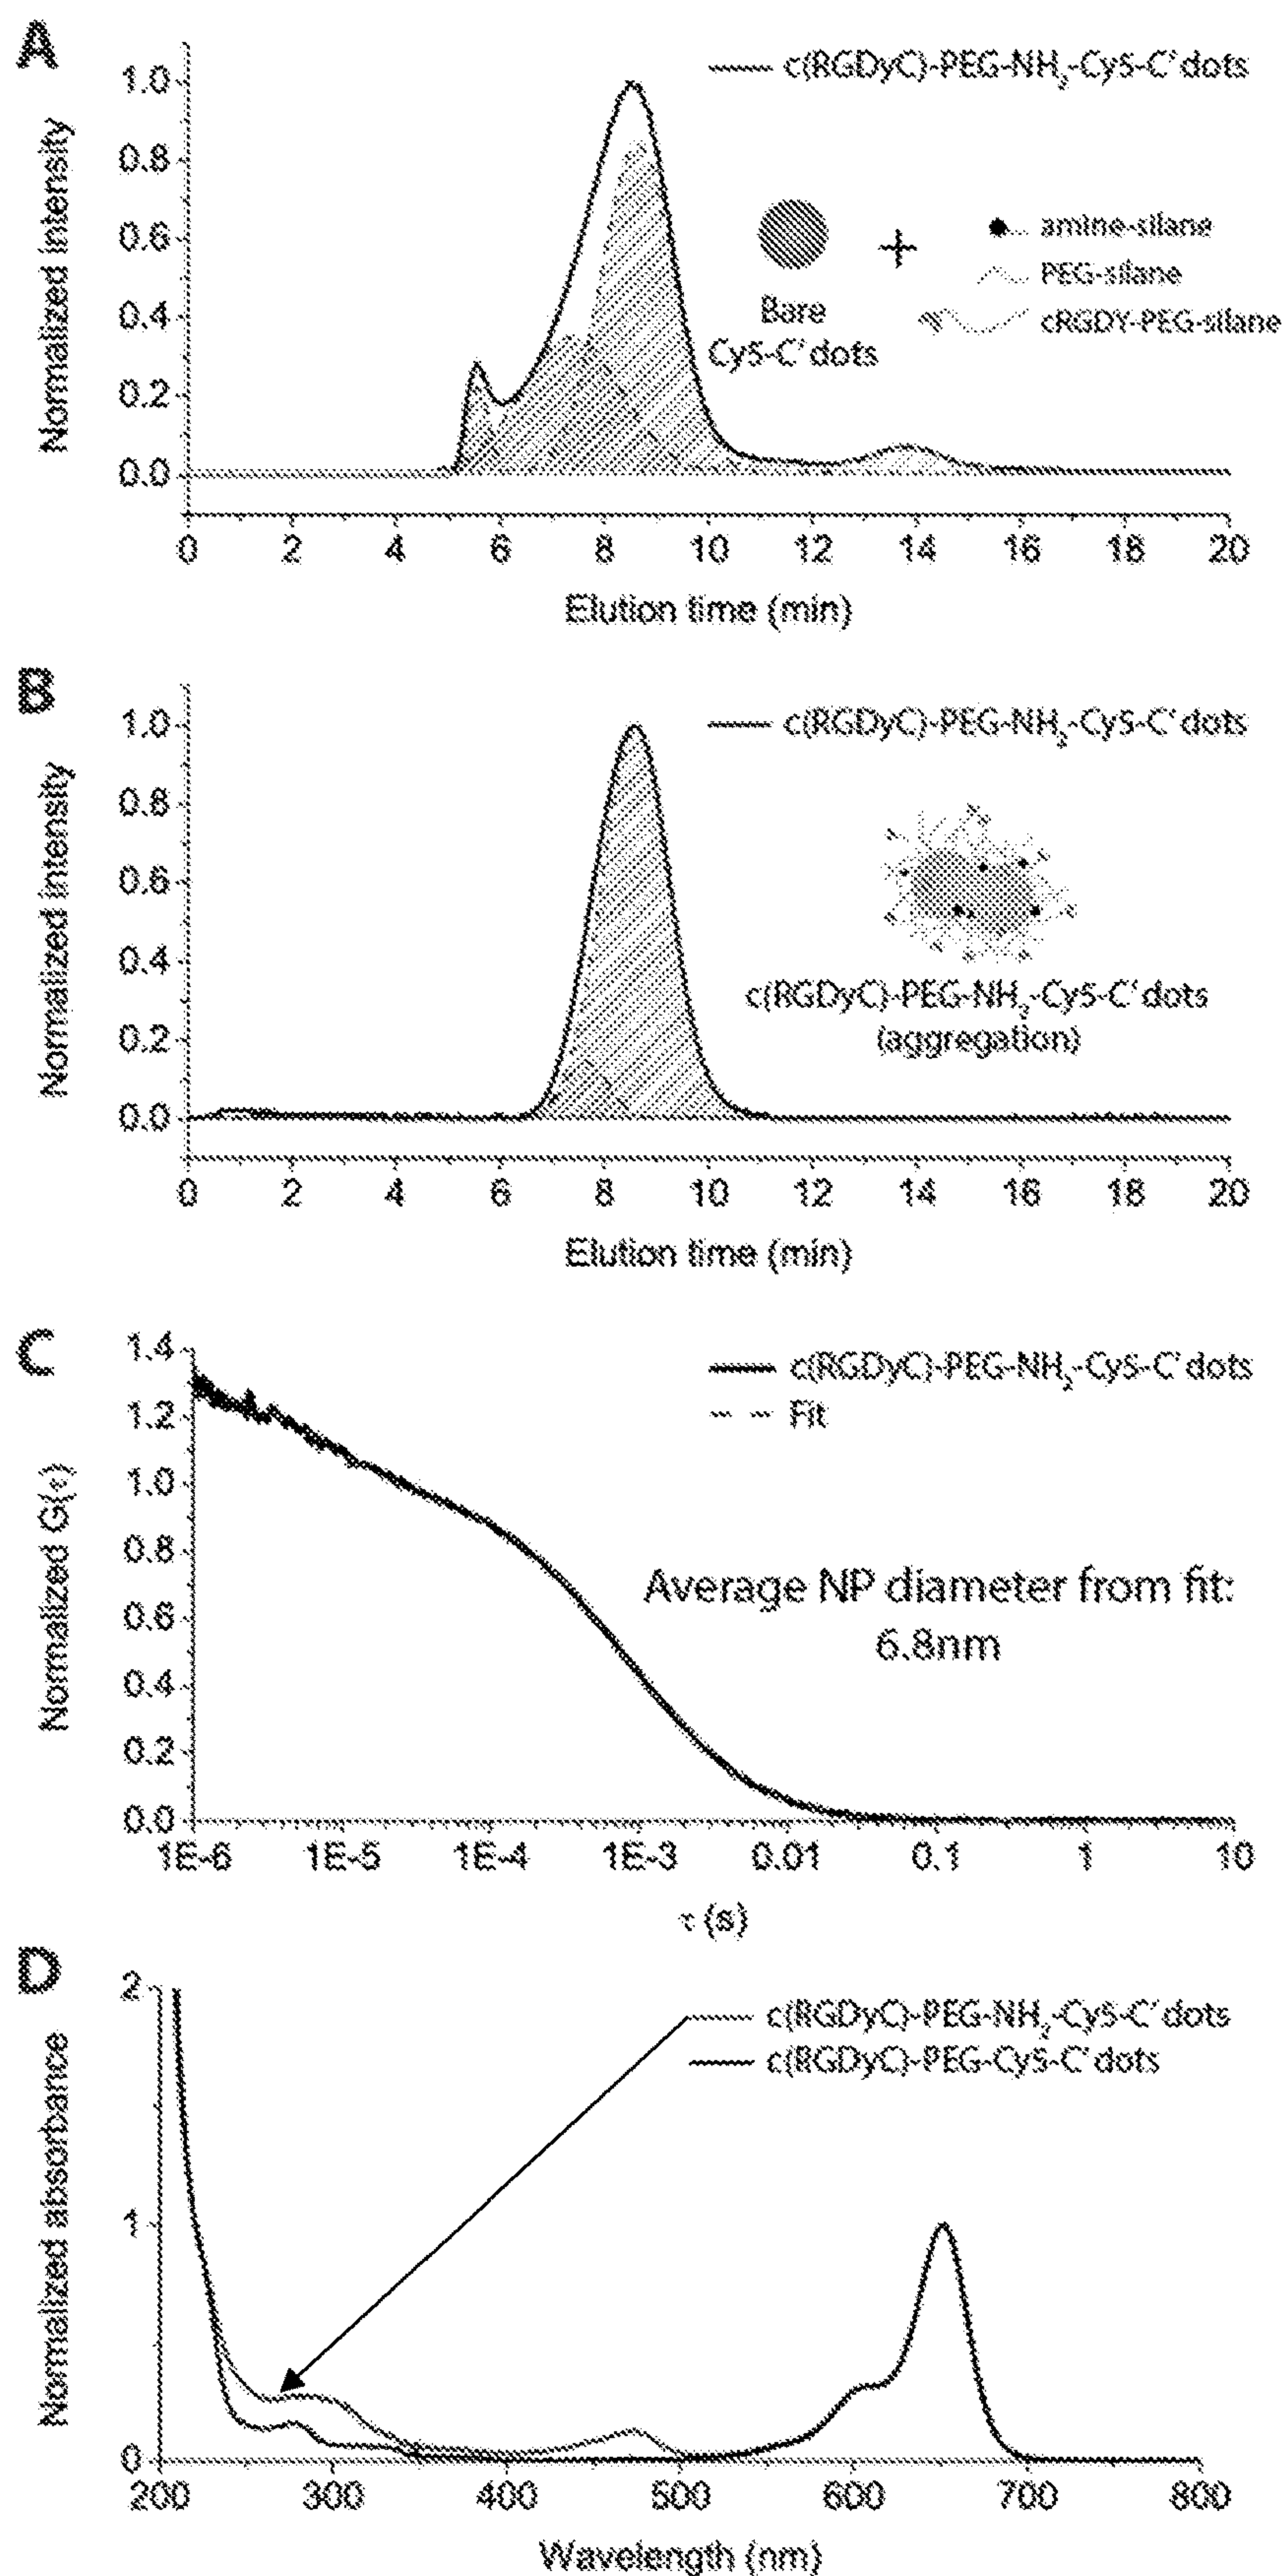 A
c(RGDyC)-PEG-NH2-Cy5-C'dots
1.0
0.8
0.6
0.4
0.2
0.0
Normalized intensity
amine-silane
PEG-silane
cRGDY-PEG-silane
+
Bare
Cy5-C'dots
0 2 4 6 8 10 12 14 16 18 20
Elution time (min)
B
c(RGDyC)-PEG-NH2-Cy5-C'dots
1.0
0.8
0.6
0.4
0.2
0.0
Normalized intensity
c(RGDyC)-PEG-NH2-Cy5-C'dots
(aggregation)
0 2 4 6 8 10 12 14 16 18 20
Elution time (min)
C
c(RGDyC)-PEG-NH2-Cy5-C'dots
Fit
1.4
1.2
1.0
0.8
0.6
0.4
0.2
0.0
Normalized G(τ)
Average NP diameter from fit:
6.8nm
1E-6 1E-5 1E-4 1E-3 0.01 0.1 1 10
τ (s)
D
c(RGDyC)-PEG-NH2-Cy5-C'dots
c(RGDyC)-PEG-Cy5-C'dots
2
1
0
Normalized absorbance
200 300 400 500 600 700 800
Wavelength (nm)